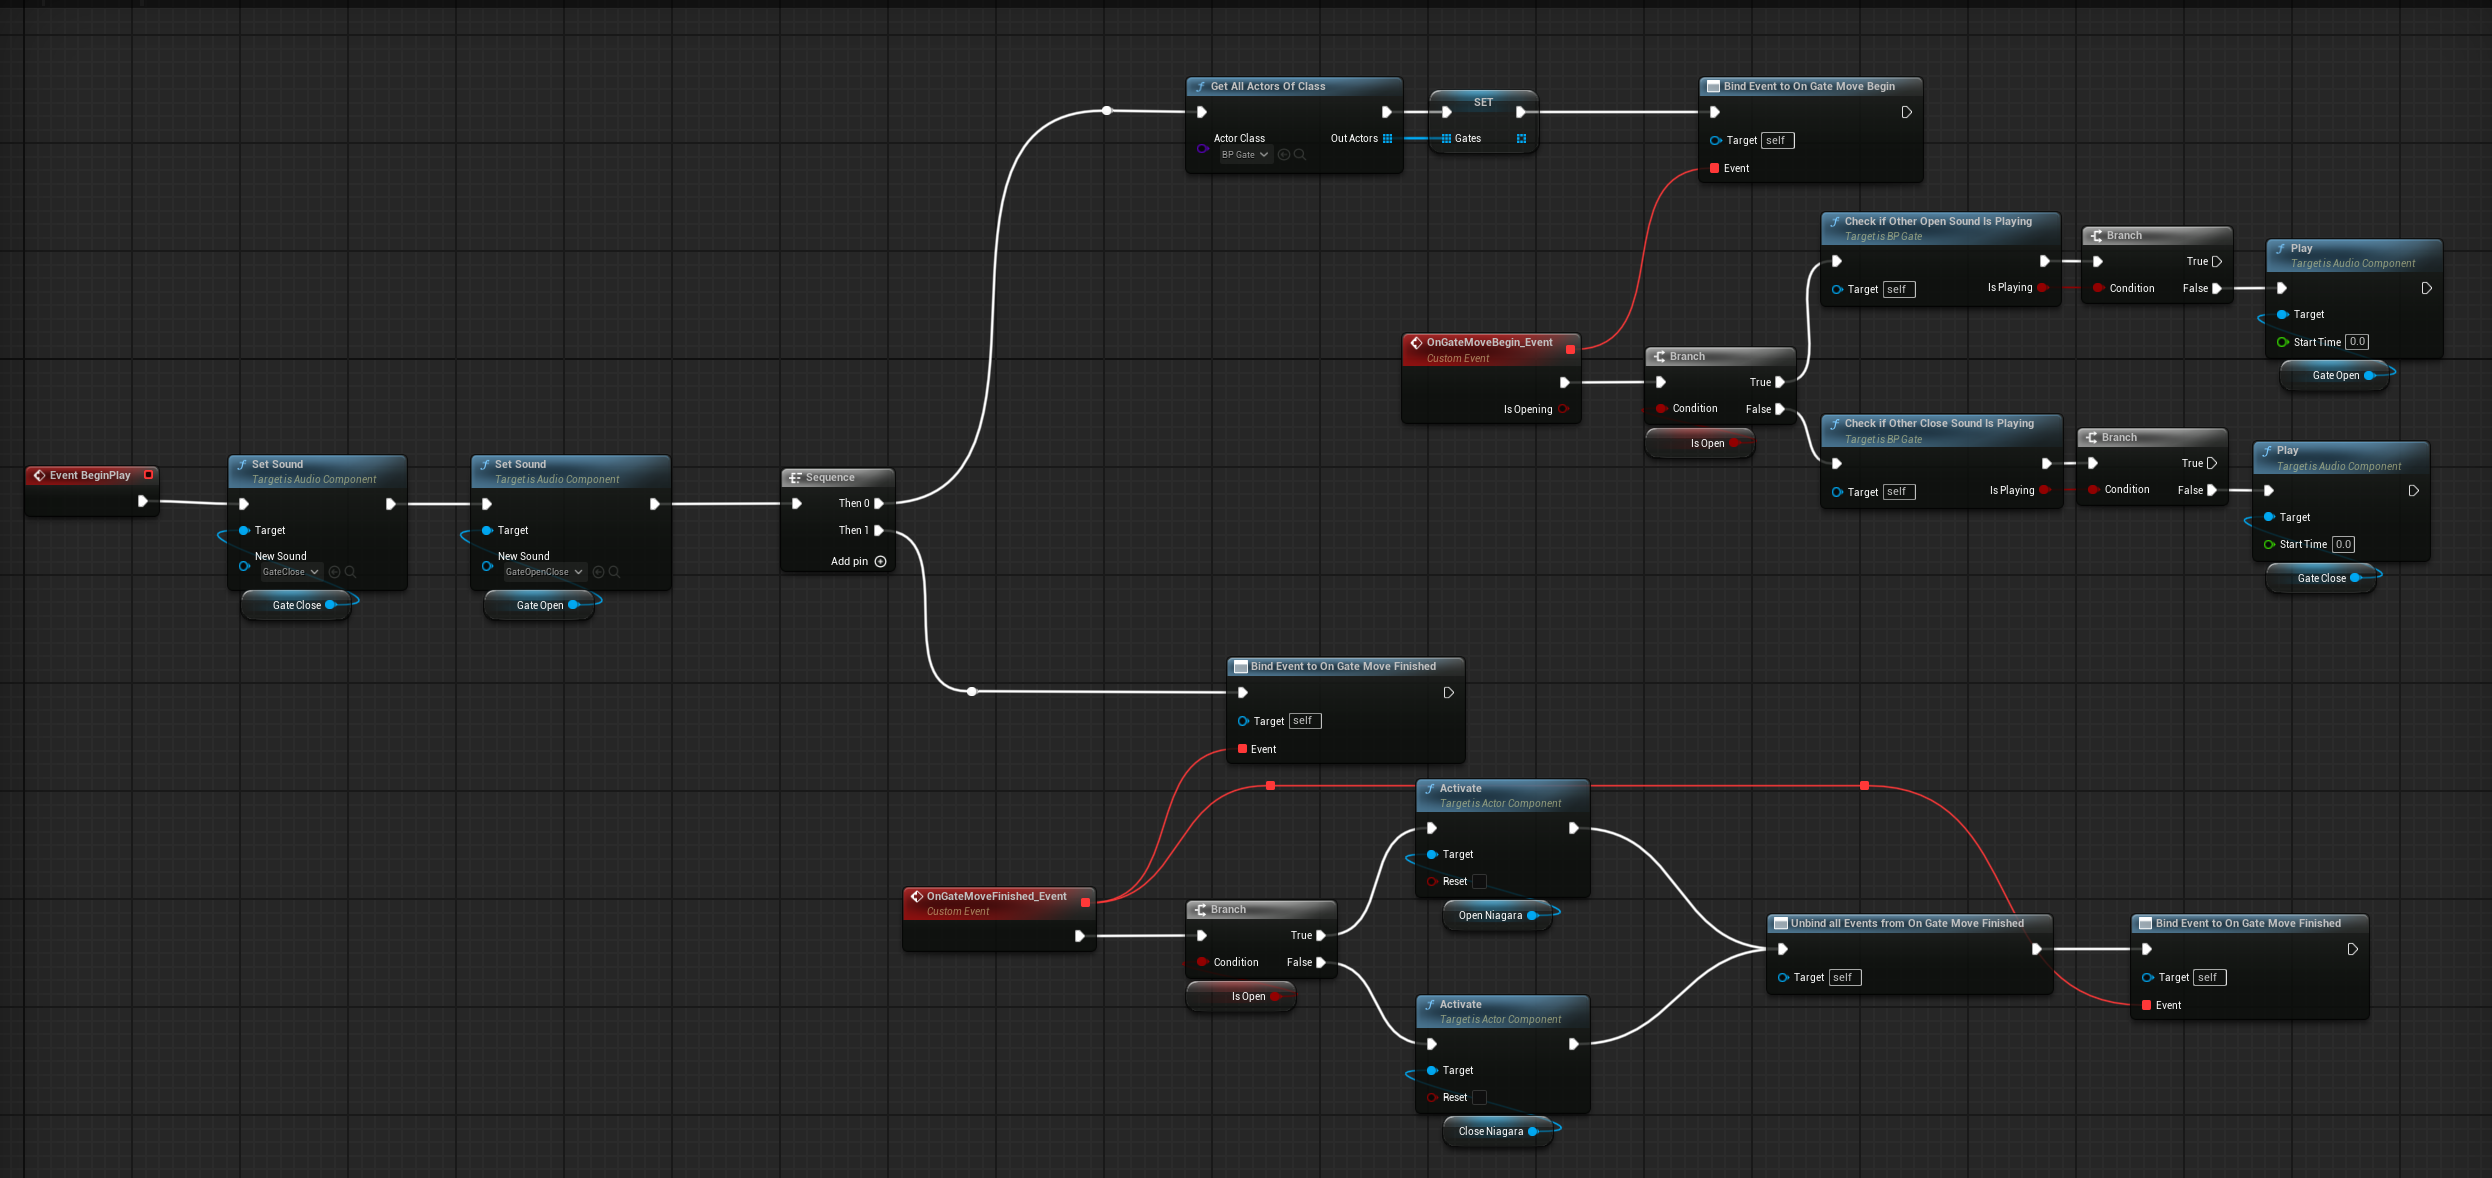 Event BeginPlay
Set Sound
Target is Audio Component
Target
New Sound
GateClose
Gate Close
Set Sound
Target is Audio Component
Target
New Sound
GateOpenClose
Gate Open
Sequence
Then 0
Then 1
Add pin
Get All Actors Of Class
Actor Class
Out Actors
BP Gate
SET
Gates
Bind Event to On Gate Move Begin
Target self
Event
OnGateMoveBegin_Event
Custom Event
Is Opening
Branch
True
Condition False
Is Open
Check if Other Open Sound Is Playing
Target is BP Gate
Target self Is Playing
Branch
True
Condition False
Play
Target is Audio Component
Target
Start Time 0.0
Gate Open
Check if Other Close Sound Is Playing
Target is BP Gate
Target self Is Playing
Branch
True
Condition False
Play
Target is Audio Component
Target
Start Time 0.0
Gate Close
Bind Event to On Gate Move Finished
Target self
Event
OnGateMoveFinished_Event
Custom Event
Branch
True
Condition False
Is Open
Activate
Target is Actor Component
Target
Reset
Open Niagara
Activate
Target is Actor Component
Target
Reset
Close Niagara
Unbind all Events from On Gate Move Finished
Target self
Bind Event to On Gate Move Finished
Target self
Event